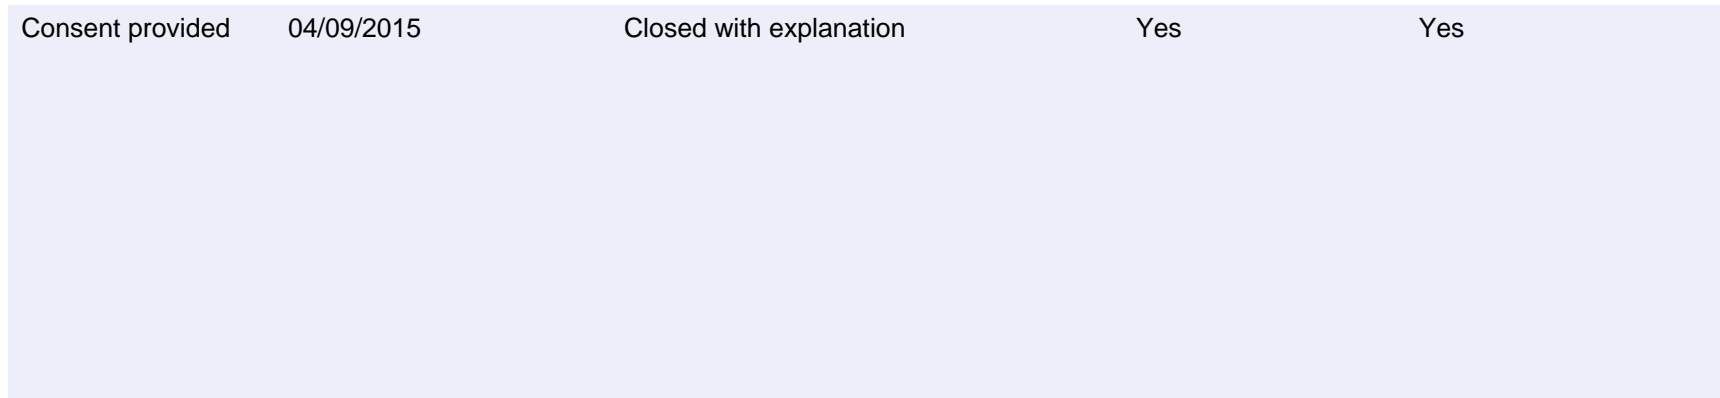 Consent provided 04/09/2015 Closed with explanation Yes Yes